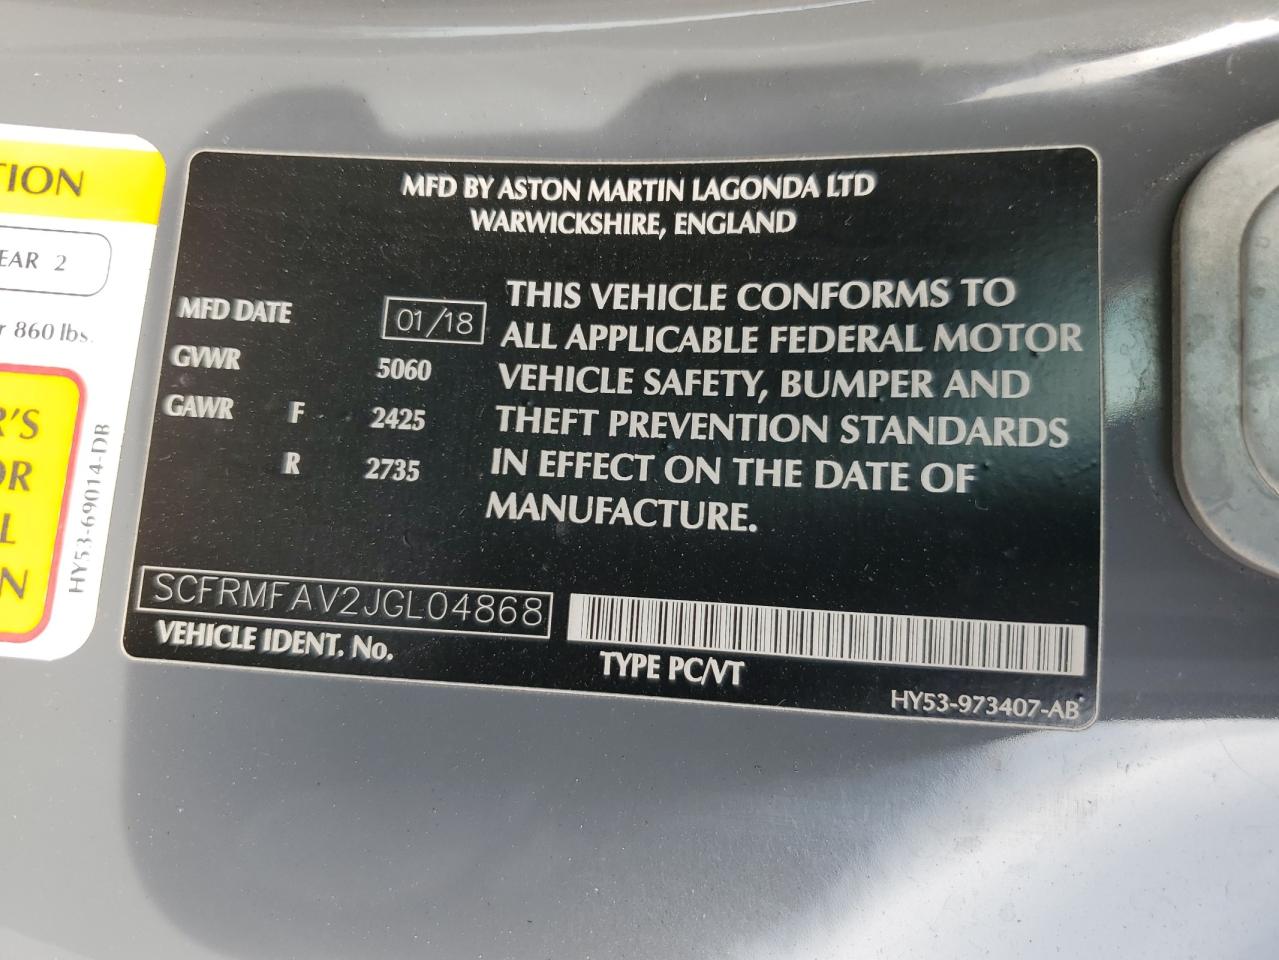 TION
EAR 2
860 lbs.
R'S
OR
L
N
HY53-69014-DB
MFD BY ASTON MARTIN LAGONDA LTD
WARWICKSHIRE, ENGLAND
MFD DATE 01/18
GVWR 5060
GAWR F 2425
R 2735
THIS VEHICLE CONFORMS TO
ALL APPLICABLE FEDERAL MOTOR
VEHICLE SAFETY, BUMPER AND
THEFT PREVENTION STANDARDS
IN EFFECT ON THE DATE OF
MANUFACTURE.
SCFRMFAV2JGL04868
VEHICLE IDENT. No.
TYPE PC/VT
HY53-973407-AB